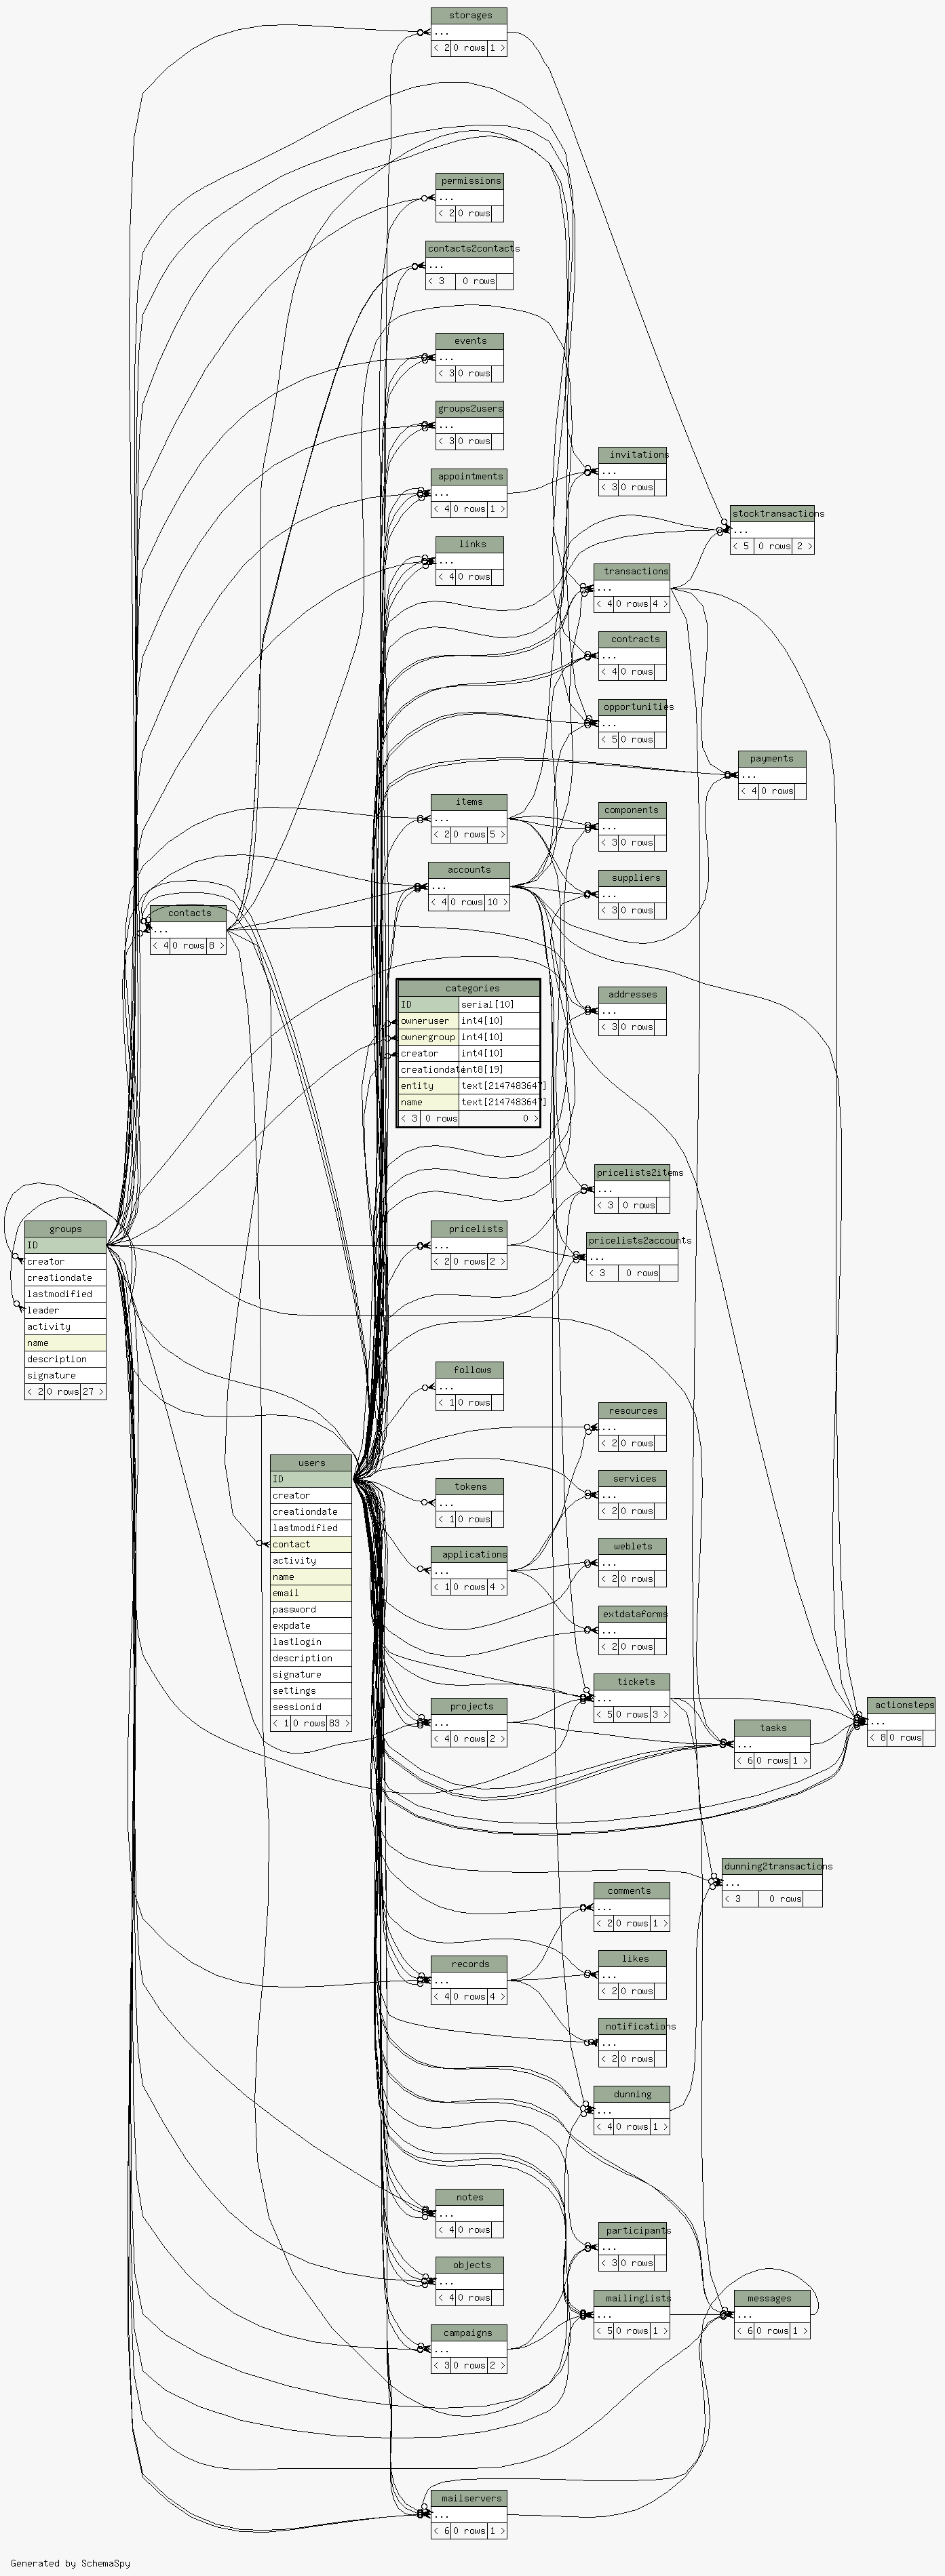 storages
...
< 2 0 rows 1 >
permissions
...
< 2 0 rows
contacts2contacts
...
< 3 0 rows
events
...
< 3 0 rows
groups2users
...
< 3 0 rows
appointments
...
< 4 0 rows 1 >
links
...
< 4 0 rows
invitations
...
< 3 0 rows
stocktransactions
...
< 5 0 rows 2 >
transactions
...
< 4 0 rows 4 >
contracts
...
< 4 0 rows
opportunities
...
< 5 0 rows
payments
...
< 4 0 rows
items
...
< 2 0 rows 5 >
components
...
< 3 0 rows
accounts
...
< 4 0 rows 10 >
suppliers
...
< 3 0 rows
contacts
...
< 4 0 rows 8 >
categories
ID serial[10]
owneruser int4[10]
ownergroup int4[10]
creator int4[10]
creationdate int8[19]
entity text[2147483647]
name text[2147483647]
< 3 0 rows 0 >
addresses
...
< 3 0 rows
pricelists2items
...
< 3 0 rows
groups
ID
creator
creationdate
lastmodified
leader
activity
name
description
signature
< 2 0 rows 27 >
pricelists
...
< 2 0 rows 2 >
pricelists2accounts
...
< 3 0 rows
follows
...
< 1 0 rows
resources
...
< 2 0 rows
users
ID
creator
creationdate
lastmodified
contact
activity
name
email
password
expdate
lastlogin
description
signature
settings
sessionid
< 1 0 rows 83 >
tokens
...
< 1 0 rows
services
...
< 2 0 rows
applications
...
< 1 0 rows 4 >
weblets
...
< 2 0 rows
extdataforms
...
< 2 0 rows
tickets
...
< 5 0 rows 3 >
projects
...
< 4 0 rows 2 >
actionsteps
...
< 8 0 rows
tasks
...
< 6 0 rows 1 >
dunning2transactions
...
< 3 0 rows
comments
...
< 2 0 rows 1 >
records
...
< 4 0 rows 4 >
likes
...
< 2 0 rows
notifications
...
< 2 0 rows
dunning
...
< 4 0 rows 1 >
notes
...
< 4 0 rows
participants
...
< 3 0 rows
objects
...
< 4 0 rows
mailinglists
...
< 5 0 rows 1 >
messages
...
< 6 0 rows 1 >
campaigns
...
< 3 0 rows 2 >
mailservers
...
< 6 0 rows 1 >
Generated by SchemaSpy